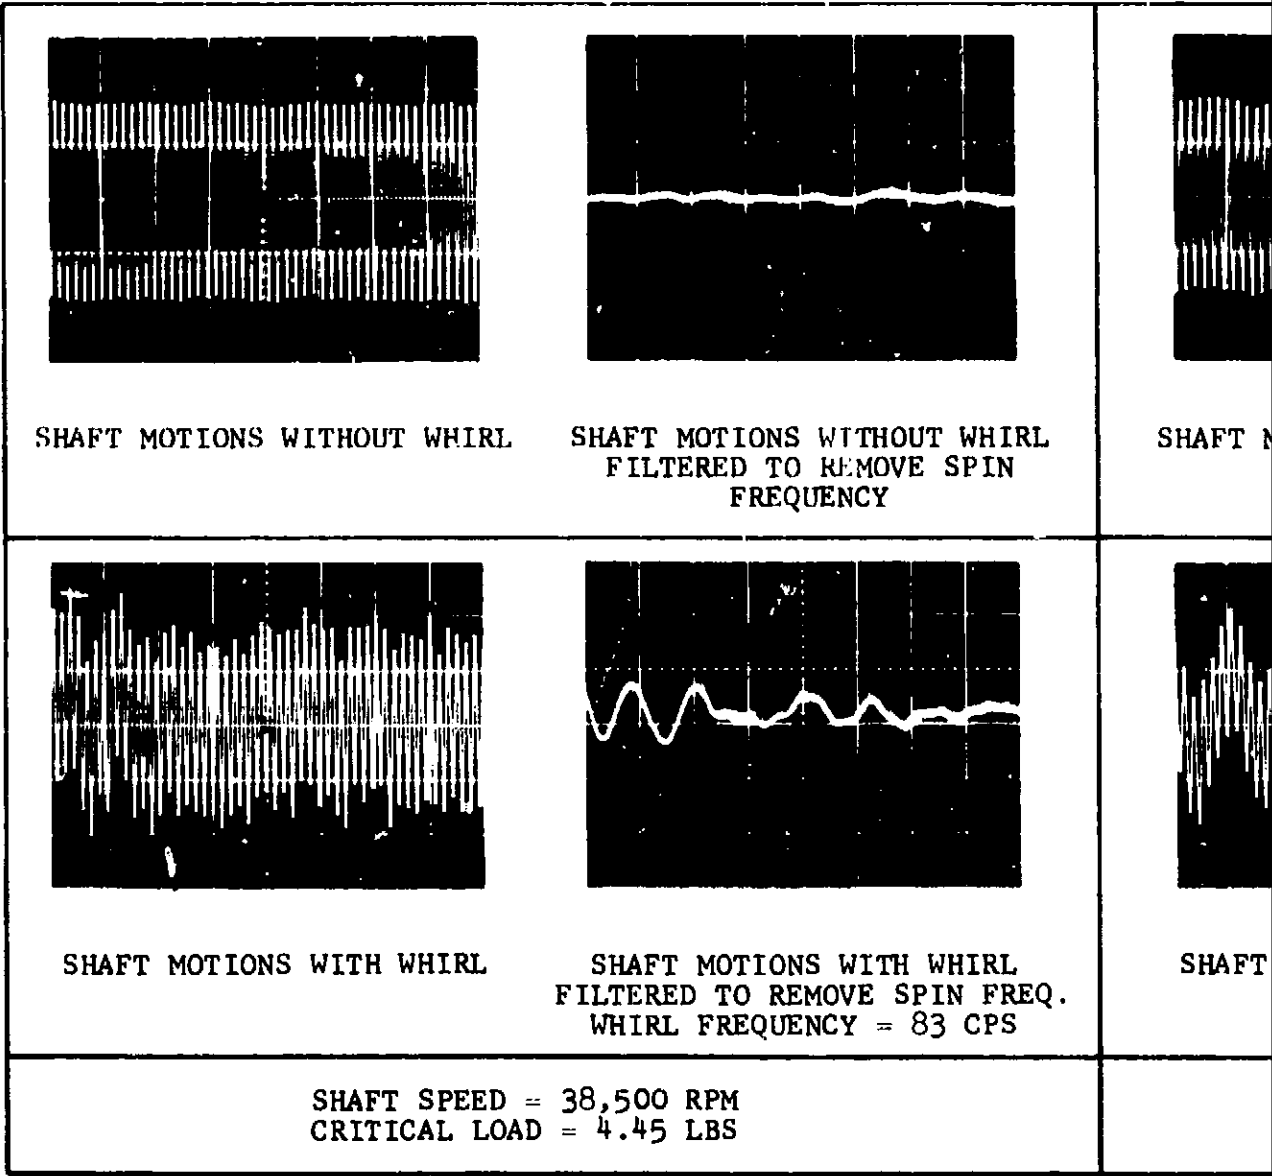 SHAFT MOTIONS WITHOUT WHIRL
SHAFT MOTIONS WITHOUT WHIRL
FILTERED TO REMOVE SPIN
FREQUENCY
SHAFT
SHAFT MOTIONS WITH WHIRL
SHAFT MOTIONS WITH WHIRL
FILTERED TO REMOVE SPIN FREQ.
WHIRL FREQUENCY = 83 CPS
SHAFT
SHAFT SPEED = 38,500 RPM
CRITICAL LOAD = 4.45 LBS